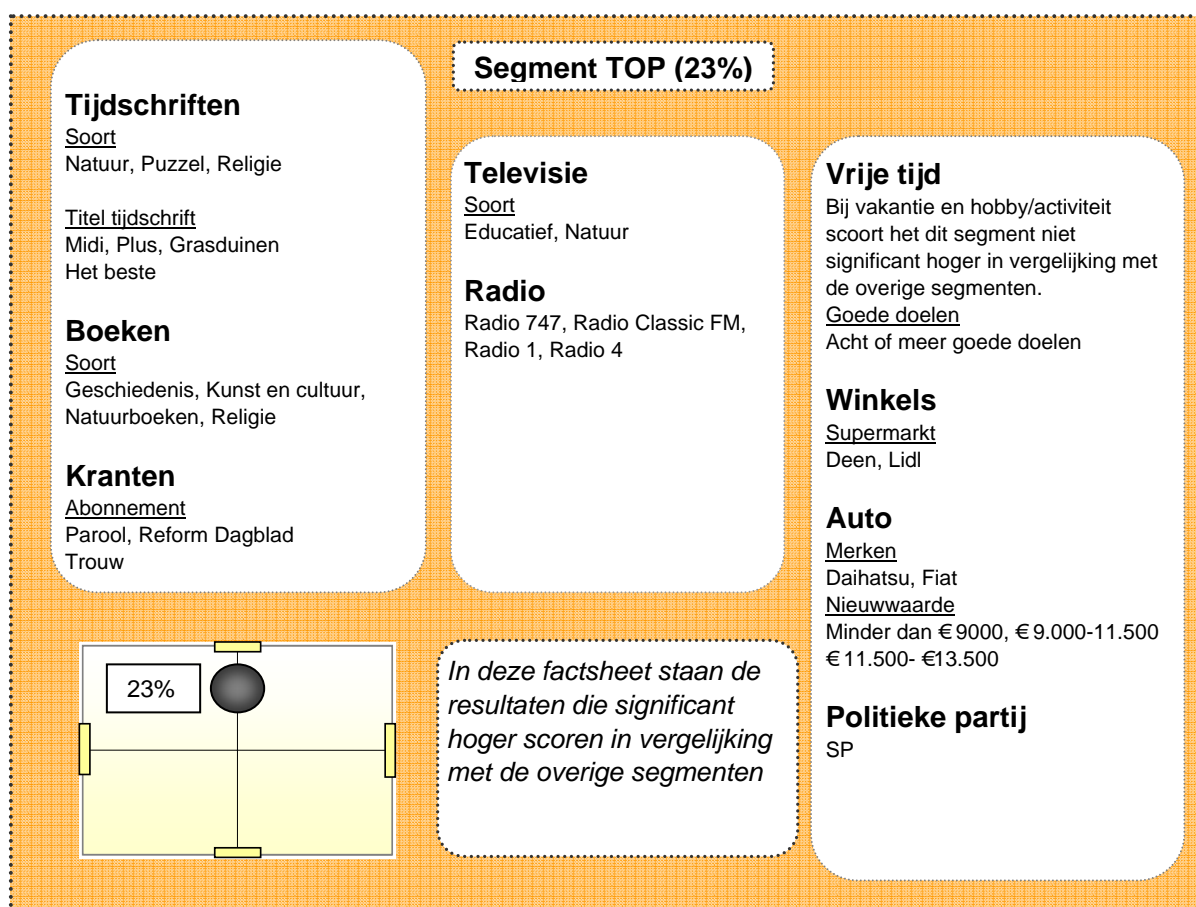 Segment TOP (23%)
Tijdschriften
Soort
Natuur, Puzzel, Religie
Titel tijdschrift
Midi, Plus, Grasduinen
Het beste
Boeken
Soort
Geschiedenis, Kunst en cultuur,
Natuurboeken, Religie
Kranten
Abonnement
Parool, Reform Dagblad
Trouw
Televisie
Soort
Educatief, Natuur
Radio
Radio 747, Radio Classic FM,
Radio 1, Radio 4
Vrije tijd
Bij vakantie en hobby/activiteit
scoort het dit segment niet
significant hoger in vergelijking met
de overige segmenten.
Goede doelen
Acht of meer goede doelen
Winkels
Supermarkt
Deen, Lidl
Auto
Merken
Daihatsu, Fiat
Nieuwwaarde
Minder dan € 9000, € 9.000-11.500
€ 11.500- €13.500
Politieke partij
SP
23%
In deze factsheet staan de
resultaten die significant
hoger scoren in vergelijking
met de overige segmenten